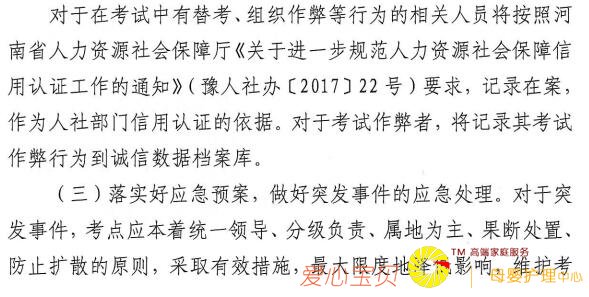 对于在考试中有替考、组织作弊等行为的相关人员将按照河
南省人力资源社会保障厅《关于进一步规范人力资源社会保障信
用认证工作的通知》（豫人社办〔2017〕22 号）要求，记录在案，
作为人社部门信用认证的依据。对于考试作弊者，将记录其考试
作弊行为到诚信数据档案库。
（三）落实好应急预案，做好突发事件的应急处理。对于突
发事件，考点应本着统一领导、分级负责、属地为主、果断处置、
防止扩散的原则，采取有效措施，最大限度地降低影响，维护考
TM 高端家庭服务
爱心宝贝
母婴护理中心